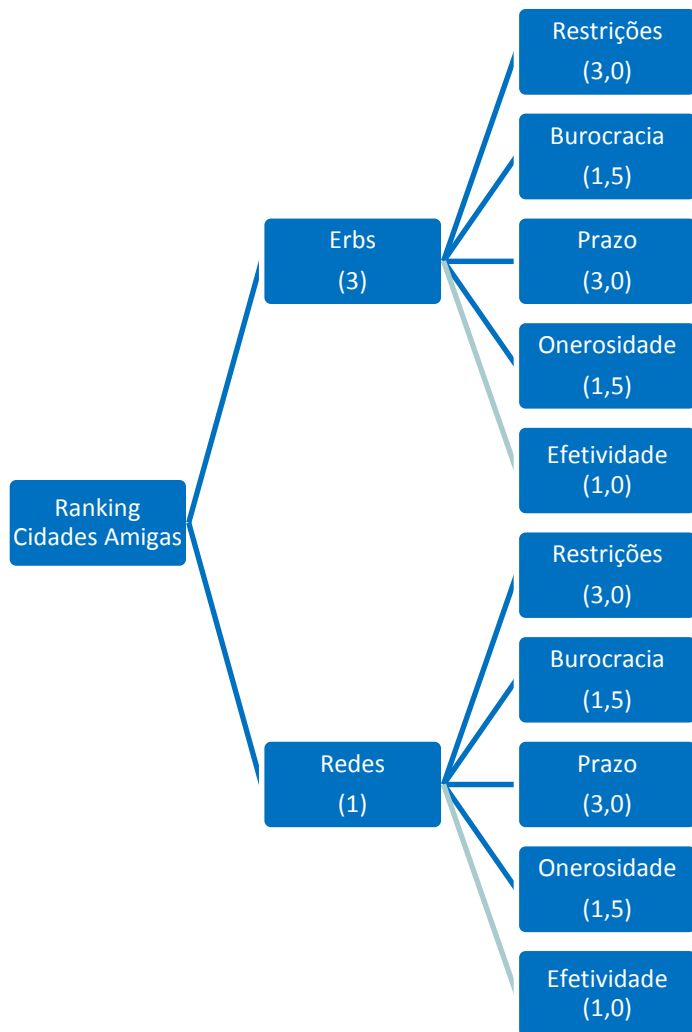 Ranking
Cidades Amigas
Erbs
(3)
Restrições
(3,0)
Burocracia
(1,5)
Prazo
(3,0)
Onerosidade
(1,5)
Efetividade
(1,0)
Redes
(1)
Restrições
(3,0)
Burocracia
(1,5)
Prazo
(3,0)
Onerosidade
(1,5)
Efetividade
(1,0)